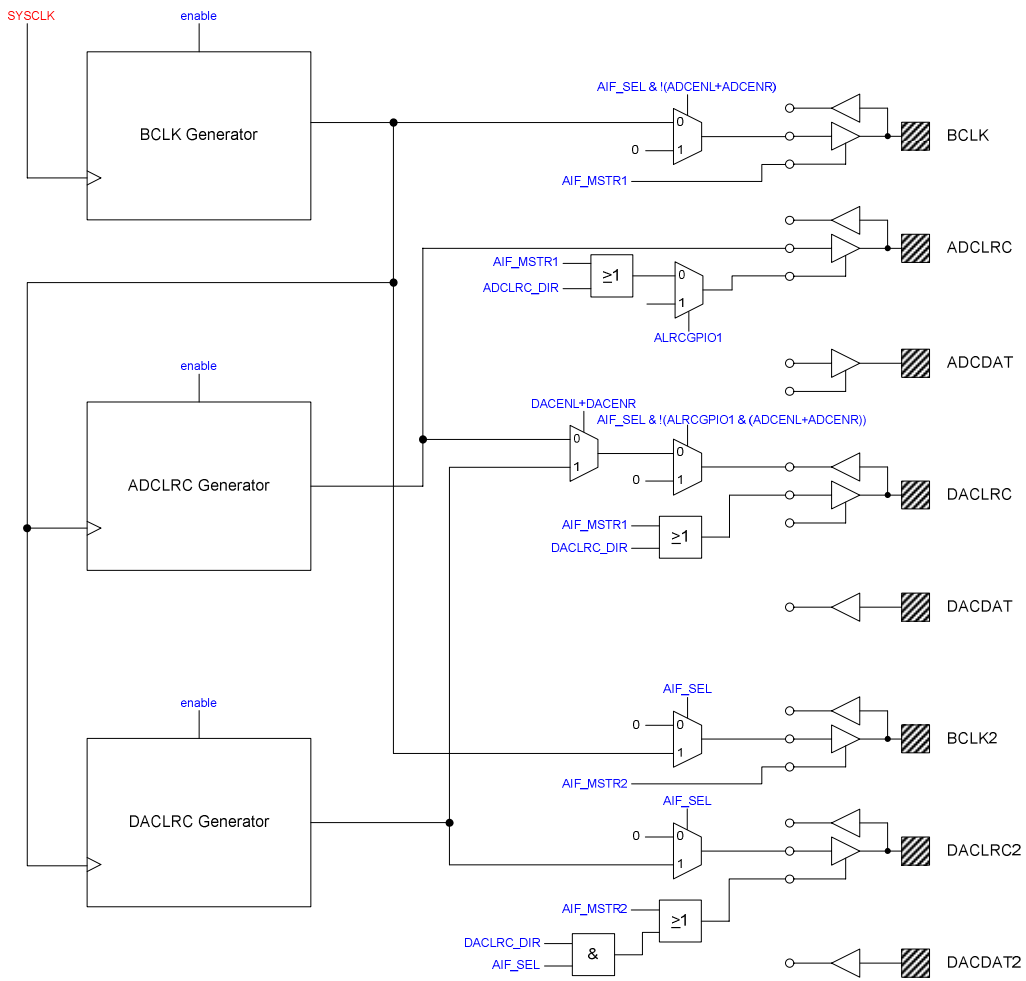 SYSCLK
enable
BCLK Generator
AIF_SEL & !(ADCENL+ADCENR)
0
0
1
AIF_MSTR1
BCLK
ADCLRC
AIF_MSTR1
ADCLRC_DIR
≥1
0
1
ALRCGPIO1
ADCDAT
enable
ADCLRC Generator
DACENL+DACENR
AIF_SEL & !(ALRCGPIO1 & (ADCENL+ADCENR))
0
1
0
0
1
DACLRC
AIF_MSTR1
DACLRC_DIR
≥1
DACDAT
enable
DACLRC Generator
AIF_SEL
0
0
1
AIF_MSTR2
BCLK2
AIF_SEL
0
0
1
DACLRC2
AIF_MSTR2
≥1
DACLRC_DIR
AIF_SEL
&
DACDAT2